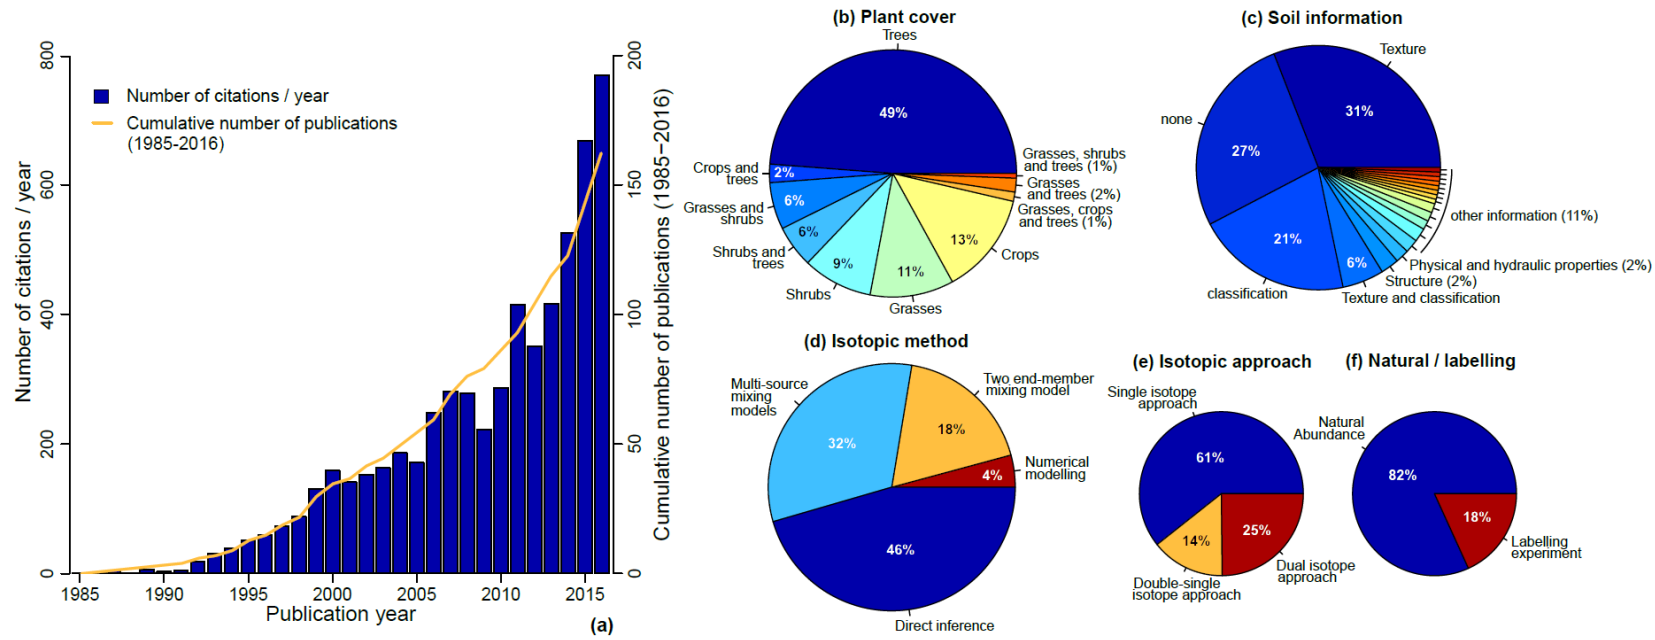 Number of citations / year
800
600
400
200
0
Number of citations / year
Cumulative number of publications
(1985-2016)
200
150
100
50
0
Cumulative number of publications (1985−2016)
1985
1990
1995
2000
2005
2010
2015
Publication year
(a)
(b) Plant cover
Trees
49%
Crops and
trees
2%
Grasses and
shrubs
6%
Shrubs and
trees
6%
Shrubs
9%
Grasses
11%
Crops
13%
Grasses, shrubs
and trees (1%)
Grasses
and trees (2%)
Grasses, crops
and trees (1%)
(c) Soil information
Texture
31%
none
27%
classification
21%
6%
Texture and classification
Structure (2%)
Physical and hydraulic properties (2%)
other information (11%)
(d) Isotopic method
Multi-source
mixing
models
32%
Two end-member
mixing model
18%
Numerical
modelling
4%
46%
Direct inference
(e) Isotopic approach
Single isotope
approach
61%
14%
25%
Double-single
isotope approach
Dual isotope
approach
(f) Natural / labelling
Natural
Abundance
82%
18%
Labelling
experiment